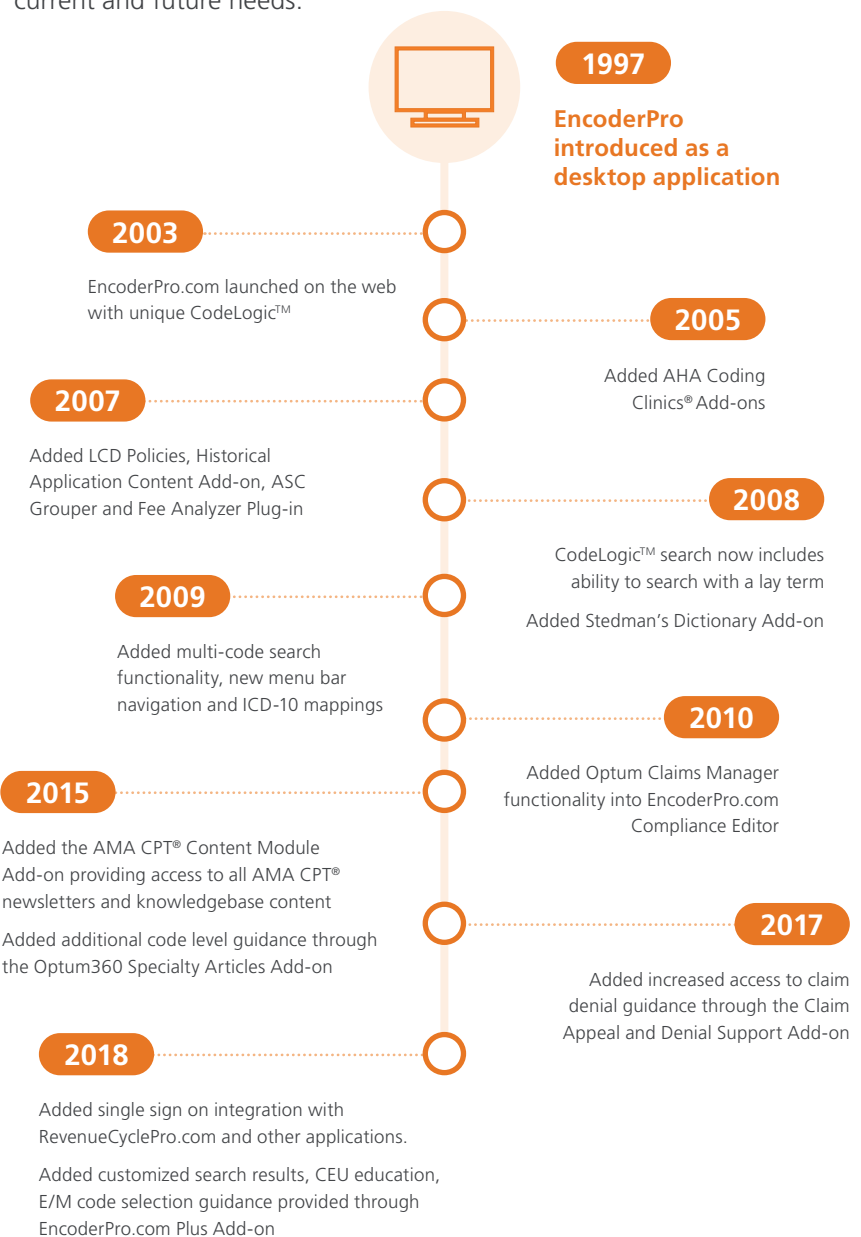 current and future needs.
1997
EncoderPro
introduced as a
desktop application
2003
EncoderPro.com launched on the web
with unique CodeLogic™
2005
Added AHA Coding
Clinics® Add-ons
2007
Added LCD Policies, Historical
Application Content Add-on, ASC
Grouper and Fee Analyzer Plug-in
2008
CodeLogic™ search now includes
ability to search with a lay term
Added Stedman’s Dictionary Add-on
2009
Added multi-code search
functionality, new menu bar
navigation and ICD-10 mappings
2010
Added Optum Claims Manager
functionality into EncoderPro.com
Compliance Editor
2015
Added the AMA CPT® Content Module
Add-on providing access to all AMA CPT®
newsletters and knowledgebase content
Added additional code level guidance through
the Optum360 Specialty Articles Add-on
2017
Added increased access to claim
denial guidance through the Claim
Appeal and Denial Support Add-on
2018
Added single sign on integration with
RevenueCyclePro.com and other applications.
Added customized search results, CEU education,
E/M code selection guidance provided through
EncoderPro.com Plus Add-on